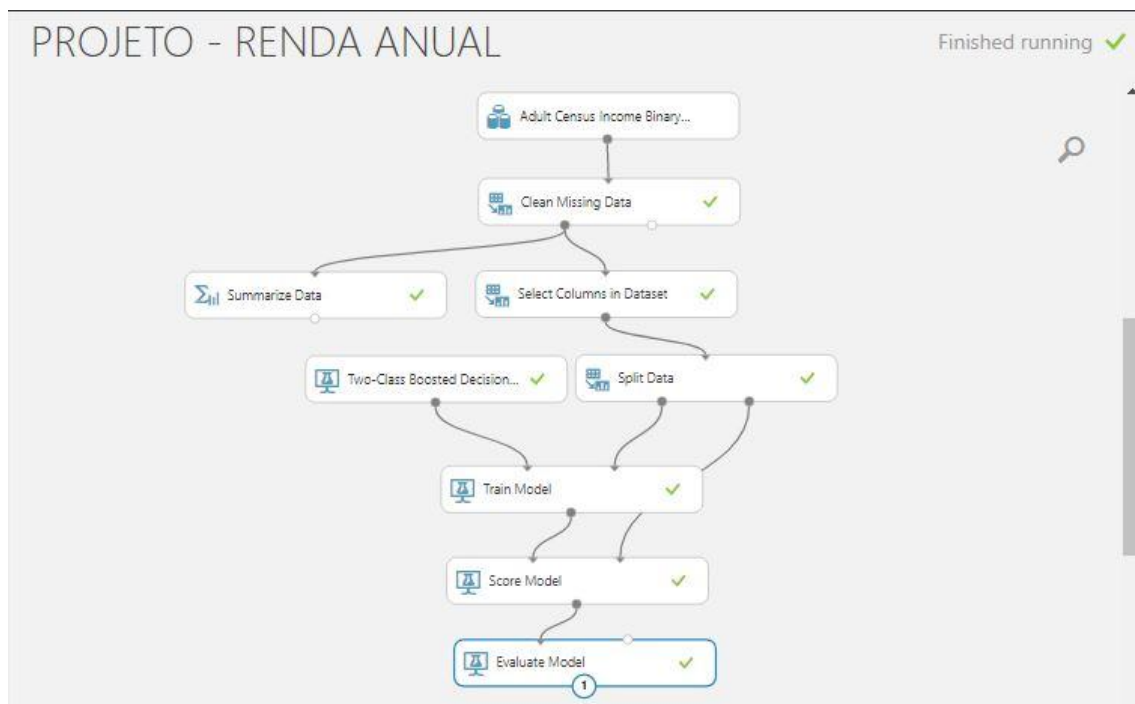 PROJETO - RENDA ANUAL
Finished running
Adult Census Income Binary...
Clean Missing Data
Summarize Data
Select Columns in Dataset
Two-Class Boosted Decision...
Split Data
Train Model
Score Model
Evaluate Model
1